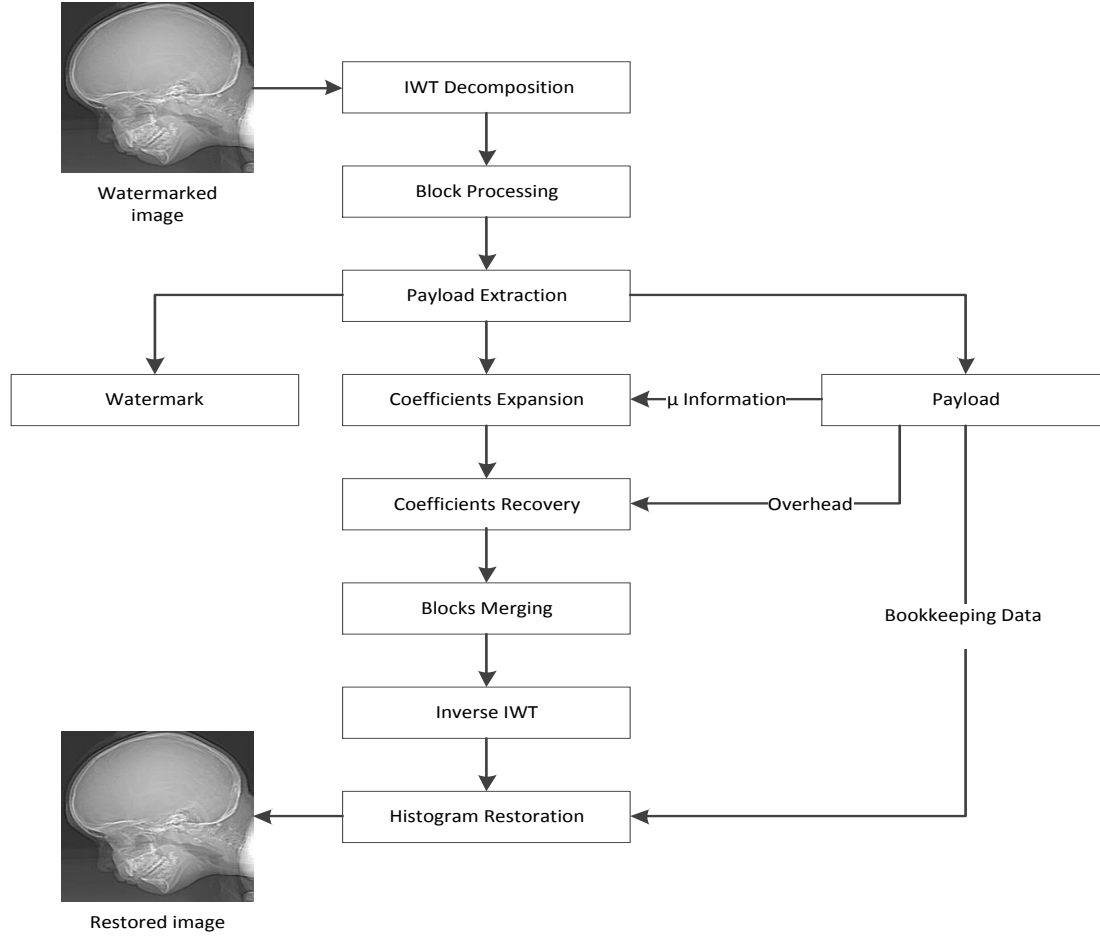 IWT Decomposition
Watermarked
image
Block Processing
Payload Extraction
Watermark
Coefficients Expansion
µ Information
Payload
Coefficients Recovery
Overhead
Blocks Merging
Bookkeeping Data
Inverse IWT
Histogram Restoration
Restored image